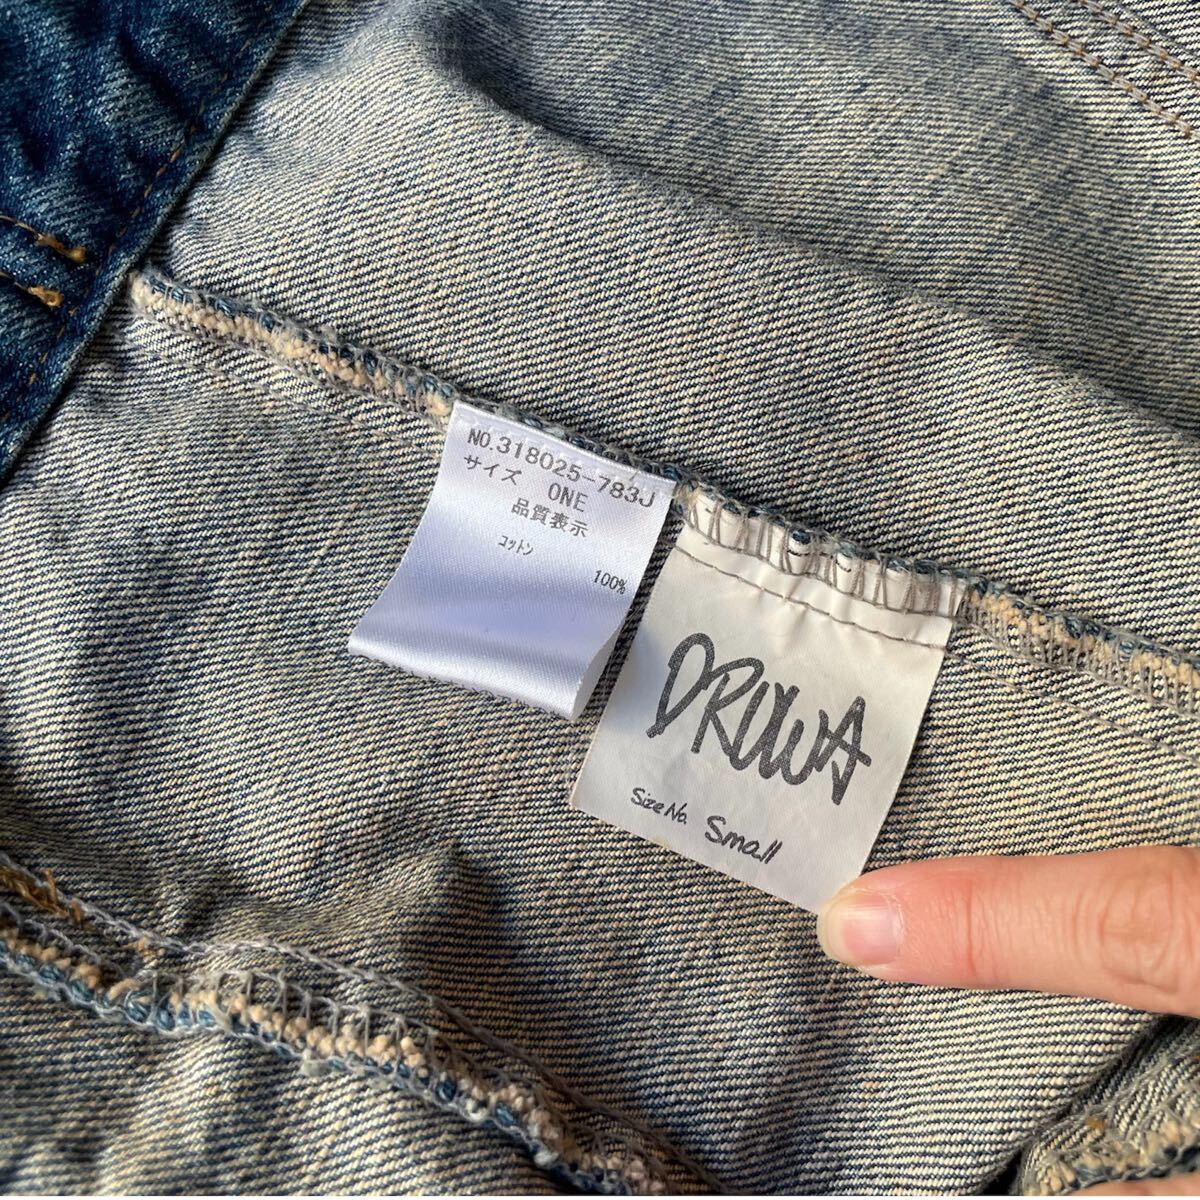 NO.318025-783J
サイズ ONE
品質表示
コットン
100%
DRUWA
Size No. Small